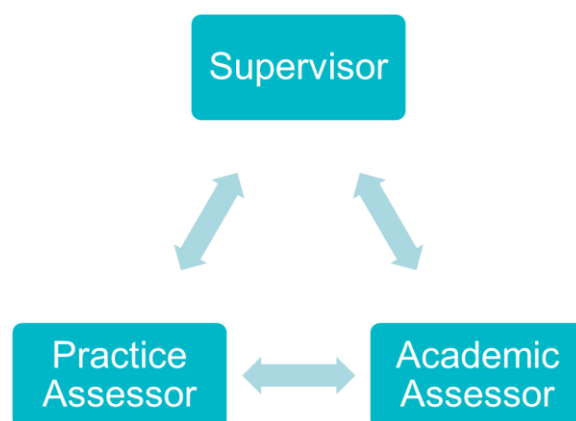 Supervisor
Practice
Assessor
Academic
Assessor